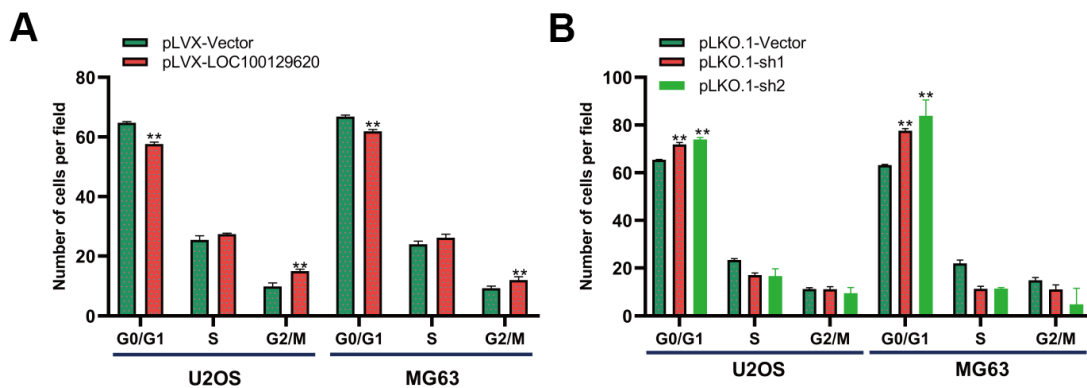 A
pLVX-Vector
pLVX-LOC100129620
Number of cells per field
80
60
40
20
0
**
**
**
**
G0/G1 S G2/M G0/G1 S G2/M
U2OS MG63
B
pLKO.1-Vector
pLKO.1-sh1
pLKO.1-sh2
Number of cells per field
100
80
60
40
20
0
** **
** **
G0/G1 S G2/M G0/G1 S G2/M
U2OS MG63